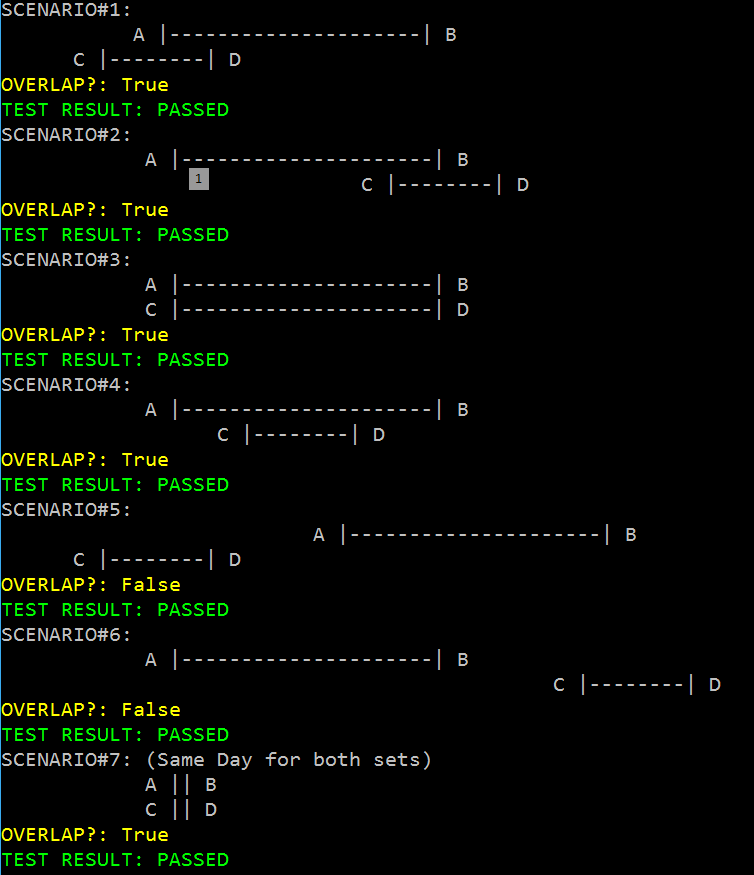 SCENARIO#1:
           A |---------------------| B
      C |--------| D
OVERLAP?: True
TEST RESULT: PASSED
SCENARIO#2:
            A |---------------------| B
1
                              C |--------| D
OVERLAP?: True
TEST RESULT: PASSED
SCENARIO#3:
            A |---------------------| B
            C |---------------------| D
OVERLAP?: True
TEST RESULT: PASSED
SCENARIO#4:
            A |---------------------| B
                  C |--------| D
OVERLAP?: True
TEST RESULT: PASSED
SCENARIO#5:
                          A |---------------------| B
      C |--------| D
OVERLAP?: False
TEST RESULT: PASSED
SCENARIO#6:
            A |---------------------| B
                                              C |--------| D
OVERLAP?: False
TEST RESULT: PASSED
SCENARIO#7: (Same Day for both sets)
            A || B
            C || D
OVERLAP?: True
TEST RESULT: PASSED